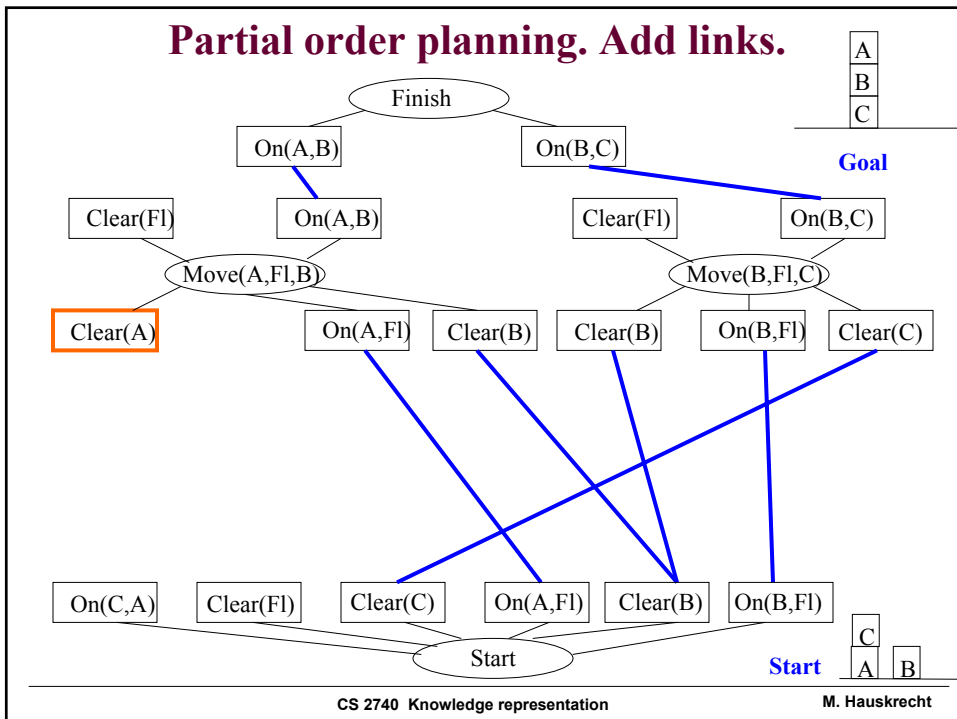 Partial order planning. Add links.
A
B
C
Finish
On(A,B) On(B,C)
Goal
Clear(Fl) On(A,B) Clear(Fl) On(B,C)
Move(A,Fl,B) Move(B,Fl,C)
Clear(A) On(A,Fl) Clear(B) Clear(B) On(B,Fl) Clear(C)
On(C,A) Clear(Fl) Clear(C) On(A,Fl) Clear(B) On(B,Fl)
Start
C
Start A B
CS 2740 Knowledge representation M. Hauskrecht